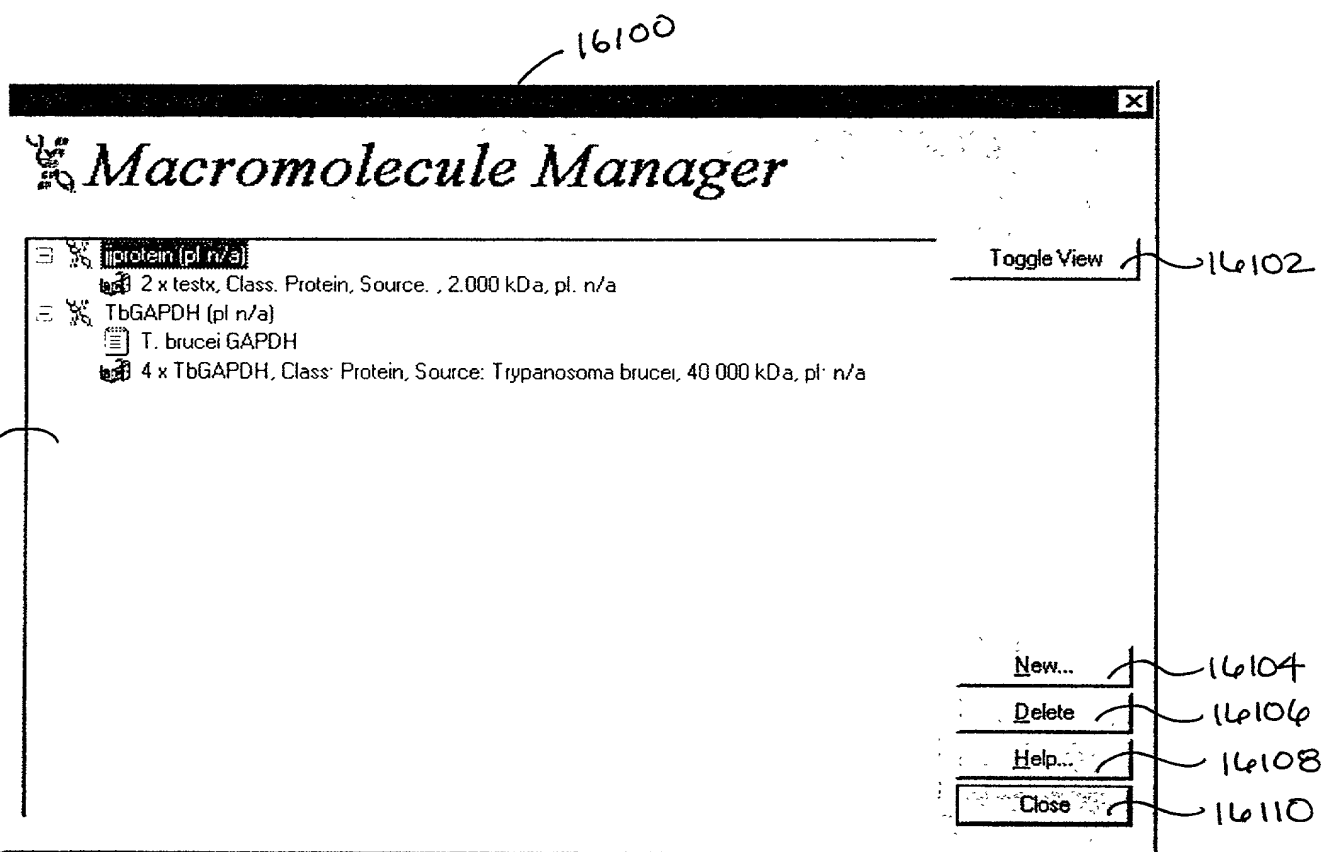 16100
Macromolecule Manager
jjprotein (pI n/a)
Toggle View
16102
2 x testx, Class. Protein, Source. , 2.000 kDa, pI. n/a
TbGAPDH (pI n/a)
T. brucei GAPDH
4 x TbGAPDH, Class: Protein, Source: Trypanosoma brucei, 40 000 kDa, pI: n/a
New...
16104
Delete
16106
Help...
16108
Close
16110